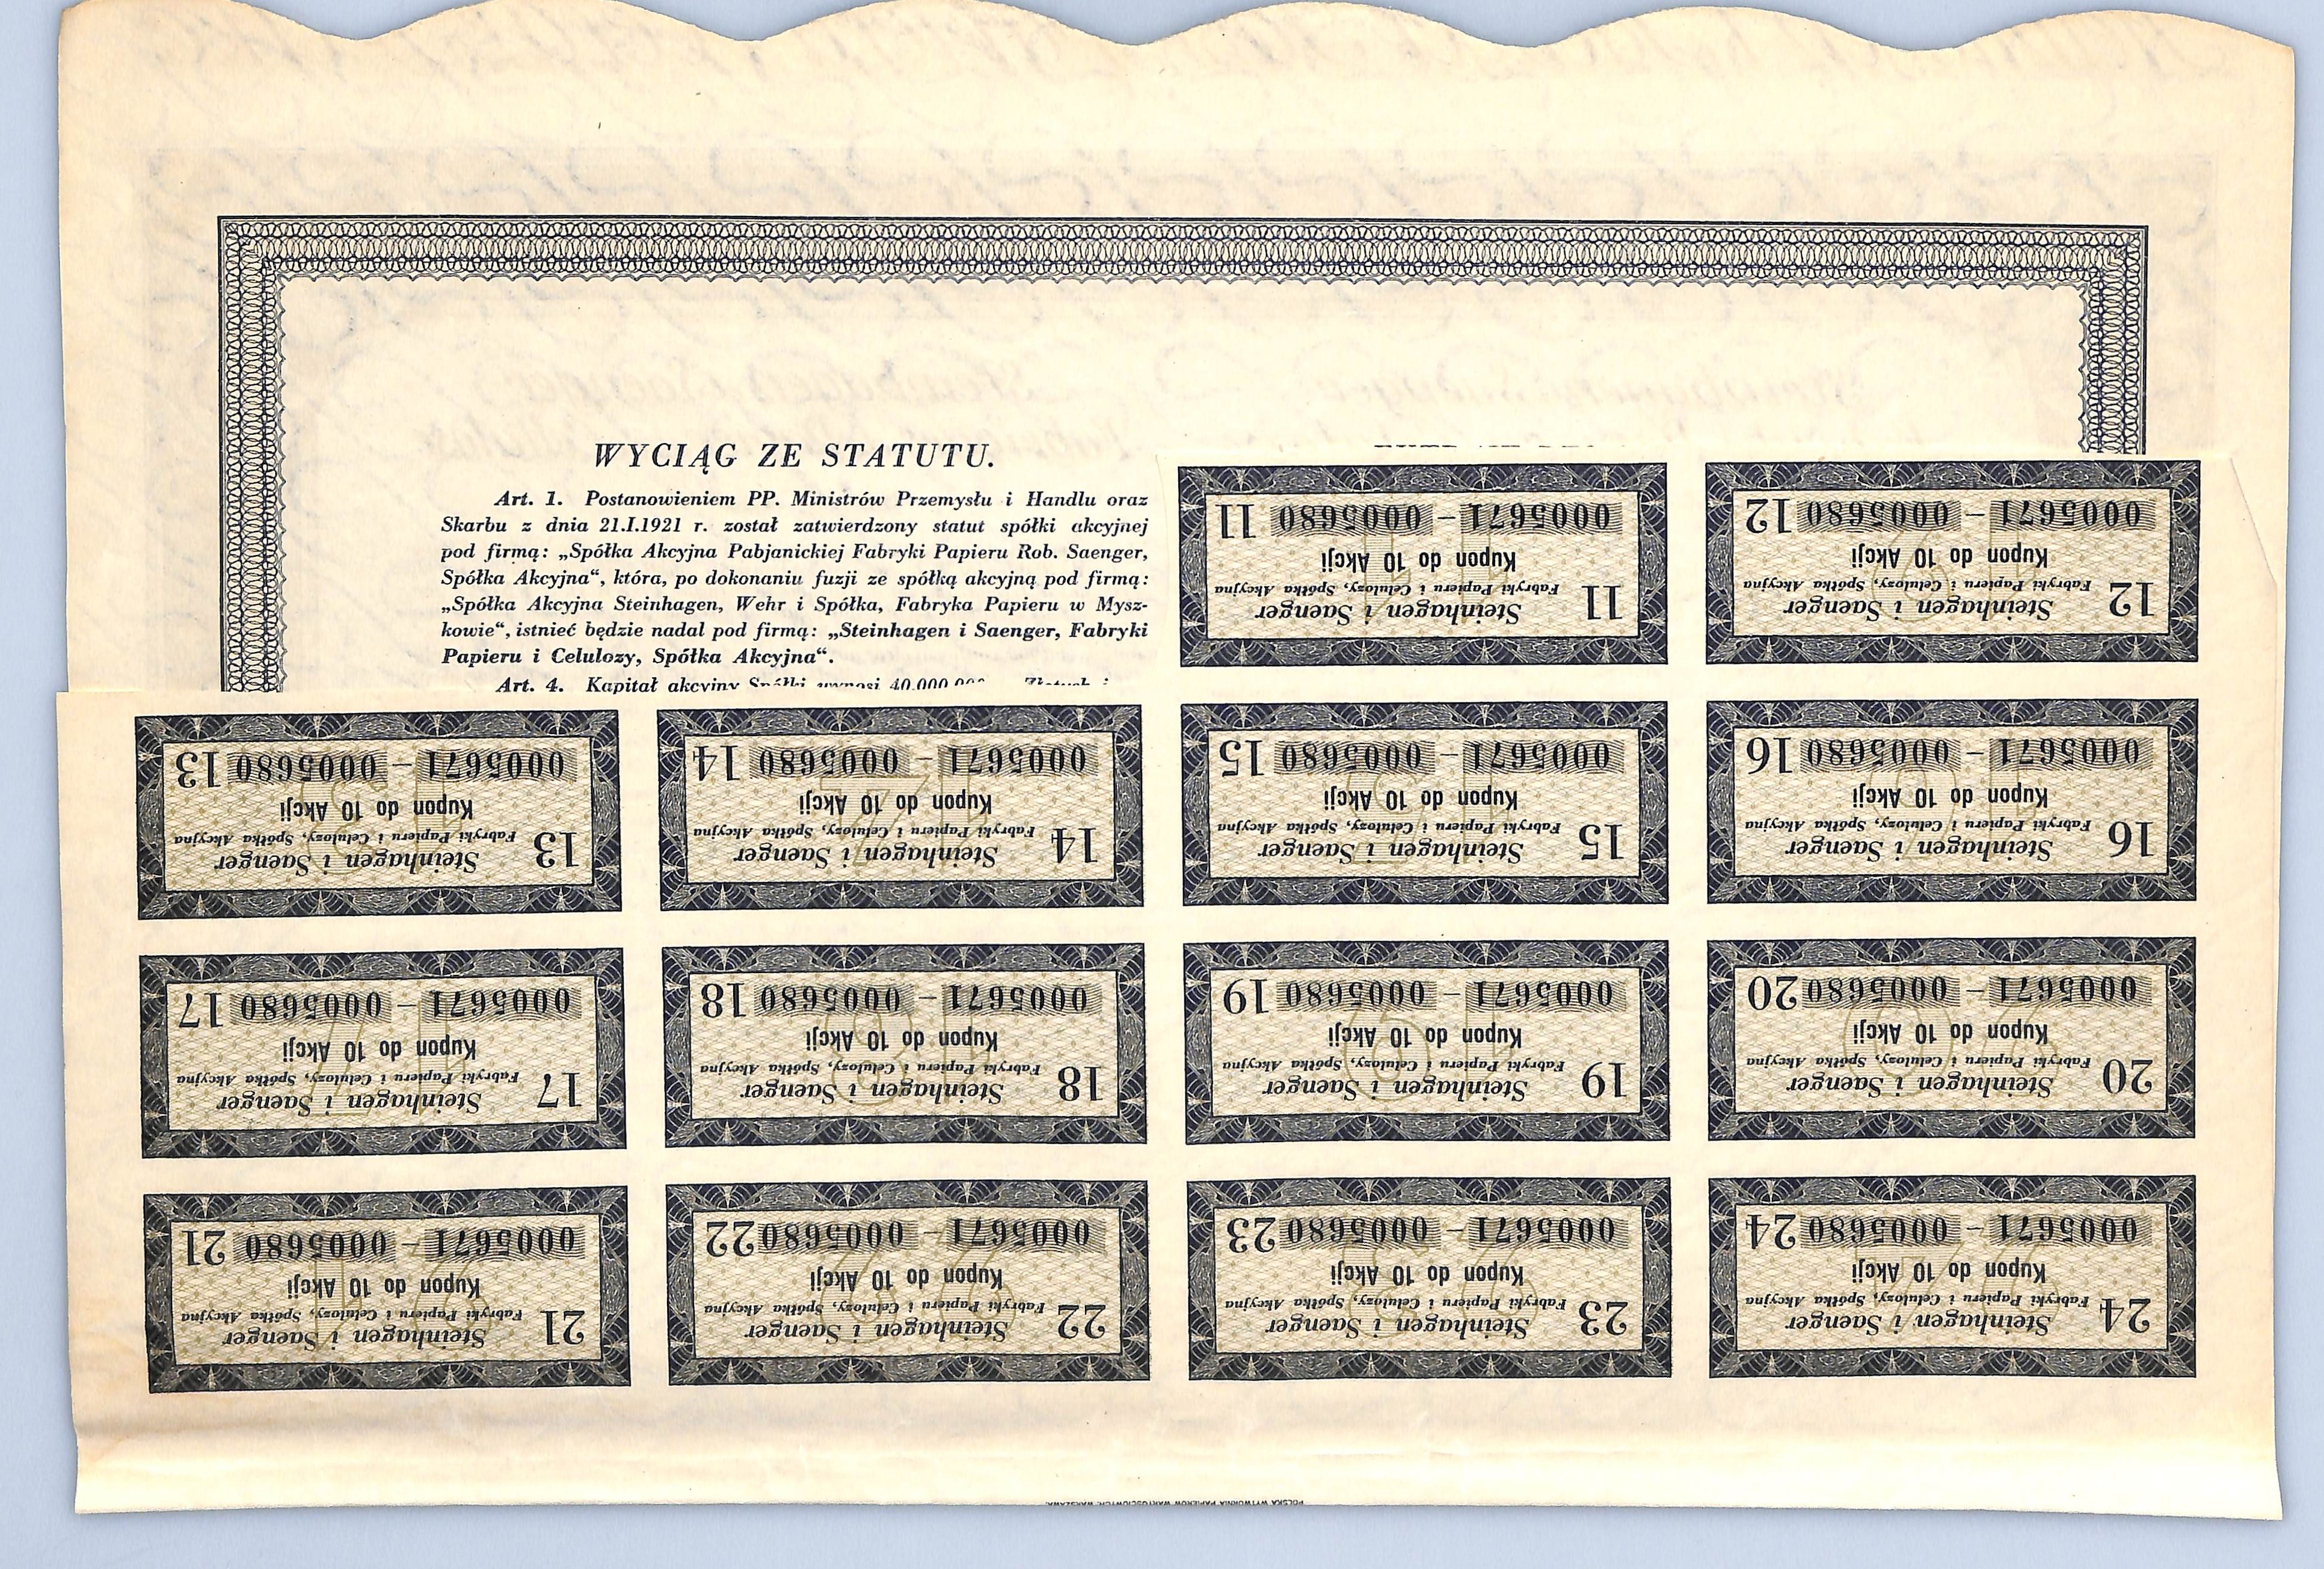 WYCIĄG ZE STATUTU.
Art. 1. Postanowieniem PP. Ministrów Przemysłu i Handlu oraz
Skarbu z dnia 21.I.1921 r. został zatwierdzony statut spółki akcyjnej
pod firmą: „Spółka Akcyjna Pabjanickiej Fabryki Papieru Rob. Saenger,
Spółka Akcyjna“, która, po dokonaniu fuzji ze spółką akcyjną pod firmą:
„Spółka Akcyjna Steinhagen, Wehr i Spółka, Fabryka Papieru w Mysz-
kowie“, istnieć będzie nadal pod firmą: „Steinhagen i Saenger, Fabryki
Papieru i Celulozy, Spółka Akcyjna“.
Art. 4. Kapitał akcyjny Spółki wynosi
11 Steinhagen i Saenger
Fabryki Papieru i Celulozy, Spółka Akcyjna
Kupon do 10 Akcji
0005671 – 0005680 11
12 Steinhagen i Saenger
Fabryki Papieru i Celulozy, Spółka Akcyjna
Kupon do 10 Akcji
0005671 – 0005680 12
13 Steinhagen i Saenger
Fabryki Papieru i Celulozy, Spółka Akcyjna
Kupon do 10 Akcji
0005671 – 0005680 13
14 Steinhagen i Saenger
Fabryki Papieru i Celulozy, Spółka Akcyjna
Kupon do 10 Akcji
0005671 – 0005680 14
15 Steinhagen i Saenger
Fabryki Papieru i Celulozy, Spółka Akcyjna
Kupon do 10 Akcji
0005671 – 0005680 15
16 Steinhagen i Saenger
Fabryki Papieru i Celulozy, Spółka Akcyjna
Kupon do 10 Akcji
0005671 – 0005680 16
17 Steinhagen i Saenger
Fabryki Papieru i Celulozy, Spółka Akcyjna
Kupon do 10 Akcji
0005671 – 0005680 17
18 Steinhagen i Saenger
Fabryki Papieru i Celulozy, Spółka Akcyjna
Kupon do 10 Akcji
0005671 – 0005680 18
19 Steinhagen i Saenger
Fabryki Papieru i Celulozy, Spółka Akcyjna
Kupon do 10 Akcji
0005671 – 0005680 19
20 Steinhagen i Saenger
Fabryki Papieru i Celulozy, Spółka Akcyjna
Kupon do 10 Akcji
0005671 – 0005680 20
21 Steinhagen i Saenger
Fabryki Papieru i Celulozy, Spółka Akcyjna
Kupon do 10 Akcji
0005671 – 0005680 21
22 Steinhagen i Saenger
Fabryki Papieru i Celulozy, Spółka Akcyjna
Kupon do 10 Akcji
0005671 – 0005680 22
23 Steinhagen i Saenger
Fabryki Papieru i Celulozy, Spółka Akcyjna
Kupon do 10 Akcji
0005671 – 0005680 23
24 Steinhagen i Saenger
Fabryki Papieru i Celulozy, Spółka Akcyjna
Kupon do 10 Akcji
0005671 – 0005680 24
POLSKA WYTWÓRNIA PAPIERÓW WARTOŚCIOWYCH, WARSZAWA.